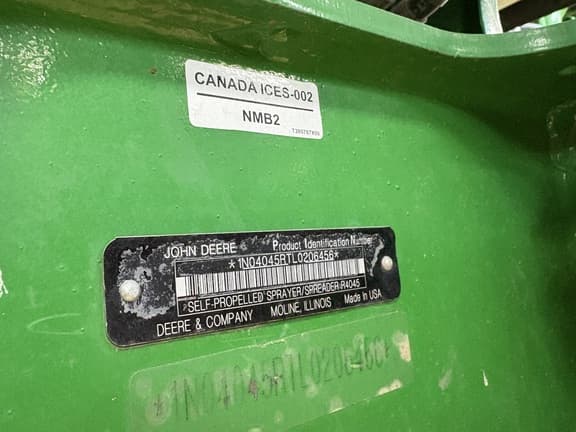 CANADA ICES-002
NMB2
JOHN DEERE Product Identification Number
*1N04045RTL0206456*
SELF-PROPELLED SPRAYER/SPREADER R4045
DEERE & COMPANY MOLINE, ILLINOIS Made in USA